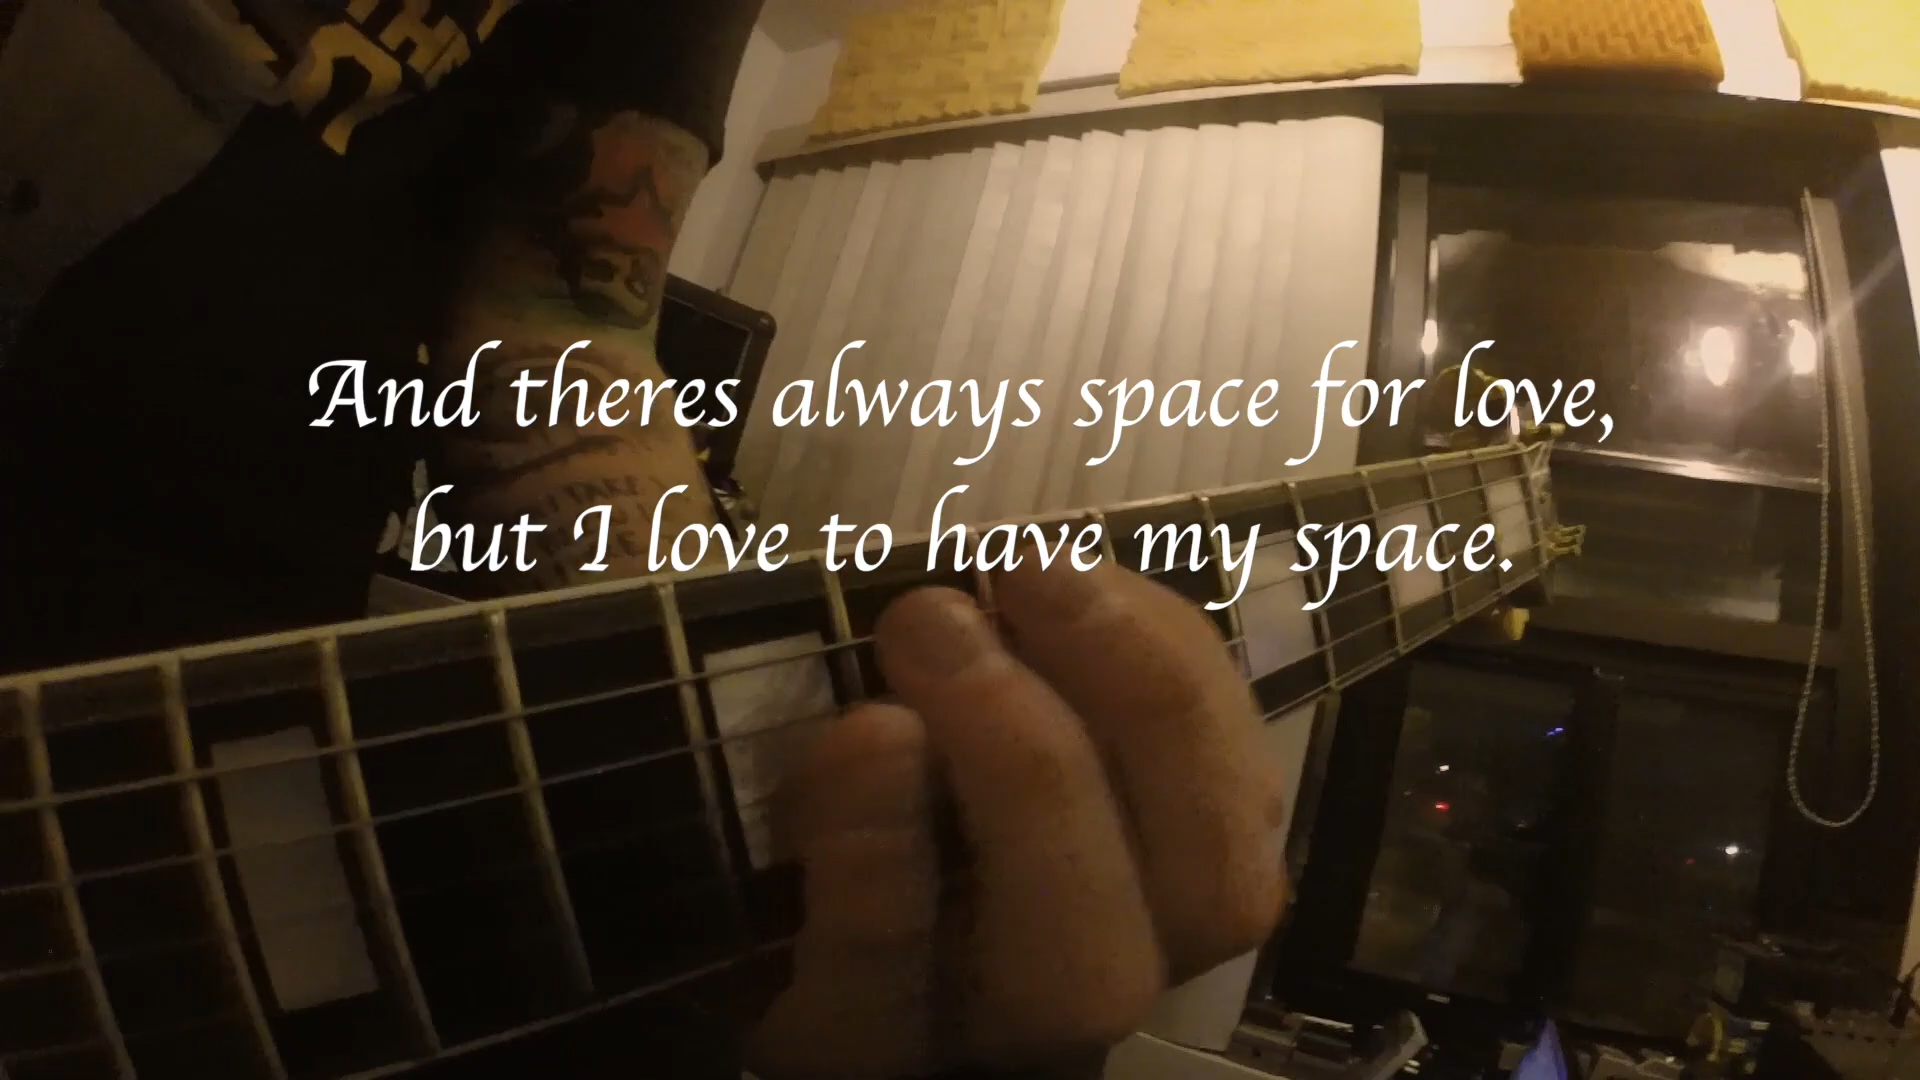 And theres always space for love,
but I love to have my space.